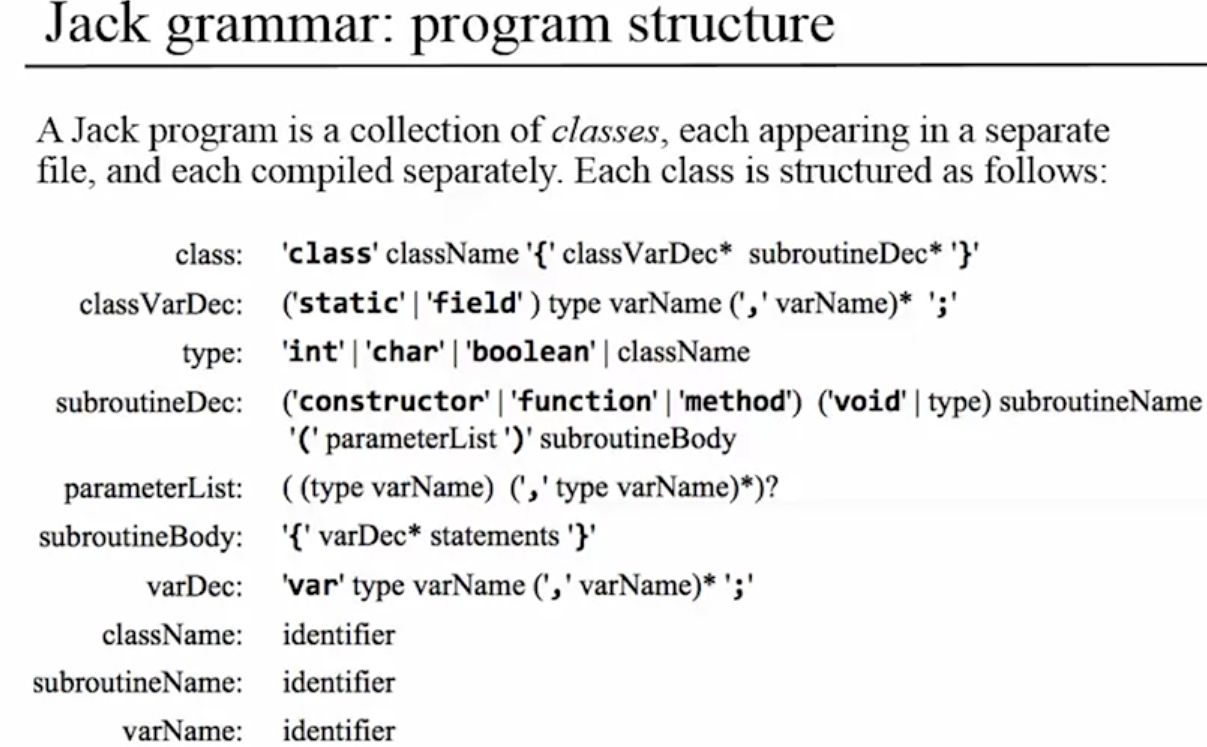 Jack grammar: program structure
A Jack program is a collection of classes, each appearing in a separate
file, and each compiled separately. Each class is structured as follows:
class: 'class' className '{' classVarDec* subroutineDec* '}'
classVarDec: ('static' | 'field' ) type varName (',' varName)* ';'
type: 'int' | 'char' | 'boolean' | className
subroutineDec: ('constructor' | 'function' | 'method') ('void' | type) subroutineName
'(' parameterList ')' subroutineBody
parameterList: ( (type varName) (',' type varName)*)?
subroutineBody: '{' varDec* statements '}'
varDec: 'var' type varName (',' varName)* ';'
className: identifier
subroutineName: identifier
varName: identifier